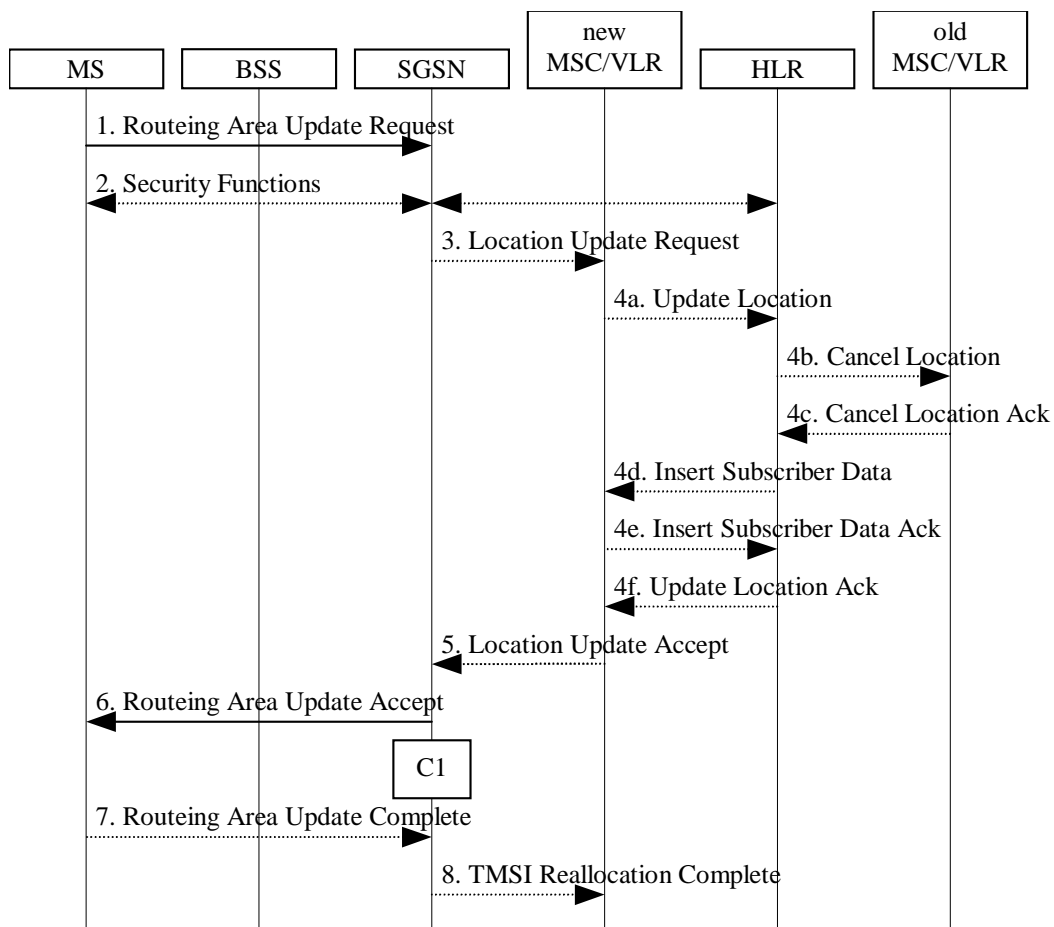 new
MSC/VLR
old
MSC/VLR
MS
BSS
SGSN
HLR
1. Routeing Area Update Request
2. Security Functions
3. Location Update Request
4a. Update Location
4b. Cancel Location
4c. Cancel Location Ack
4d. Insert Subscriber Data
4e. Insert Subscriber Data Ack
4f. Update Location Ack
5. Location Update Accept
6. Routeing Area Update Accept
C1
7. Routeing Area Update Complete
8. TMSI Reallocation Complete